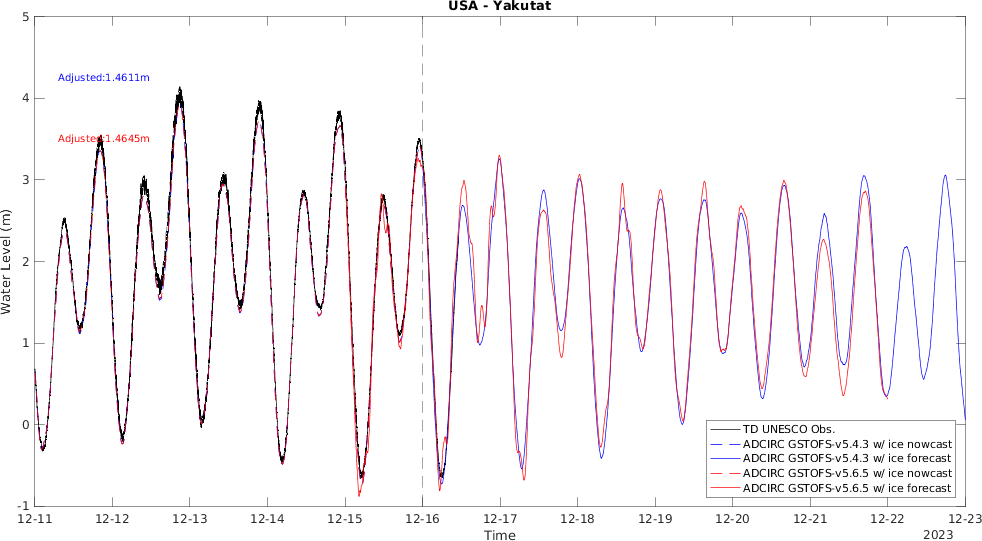 USA - Yakutat
5
4
3
2
1
0
-1
Water Level (m)
Adjusted:1.4611m
Adjusted:1.4645m
TD UNESCO Obs.
ADCIRC GSTOFS-v5.4.3 w/ ice nowcast
ADCIRC GSTOFS-v5.4.3 w/ ice forecast
ADCIRC GSTOFS-v5.6.5 w/ ice nowcast
ADCIRC GSTOFS-v5.6.5 w/ ice forecast
12-11 12-12 12-13 12-14 12-15 12-16 12-17 12-18 12-19 12-20 12-21 12-22 12-23
Time
2023